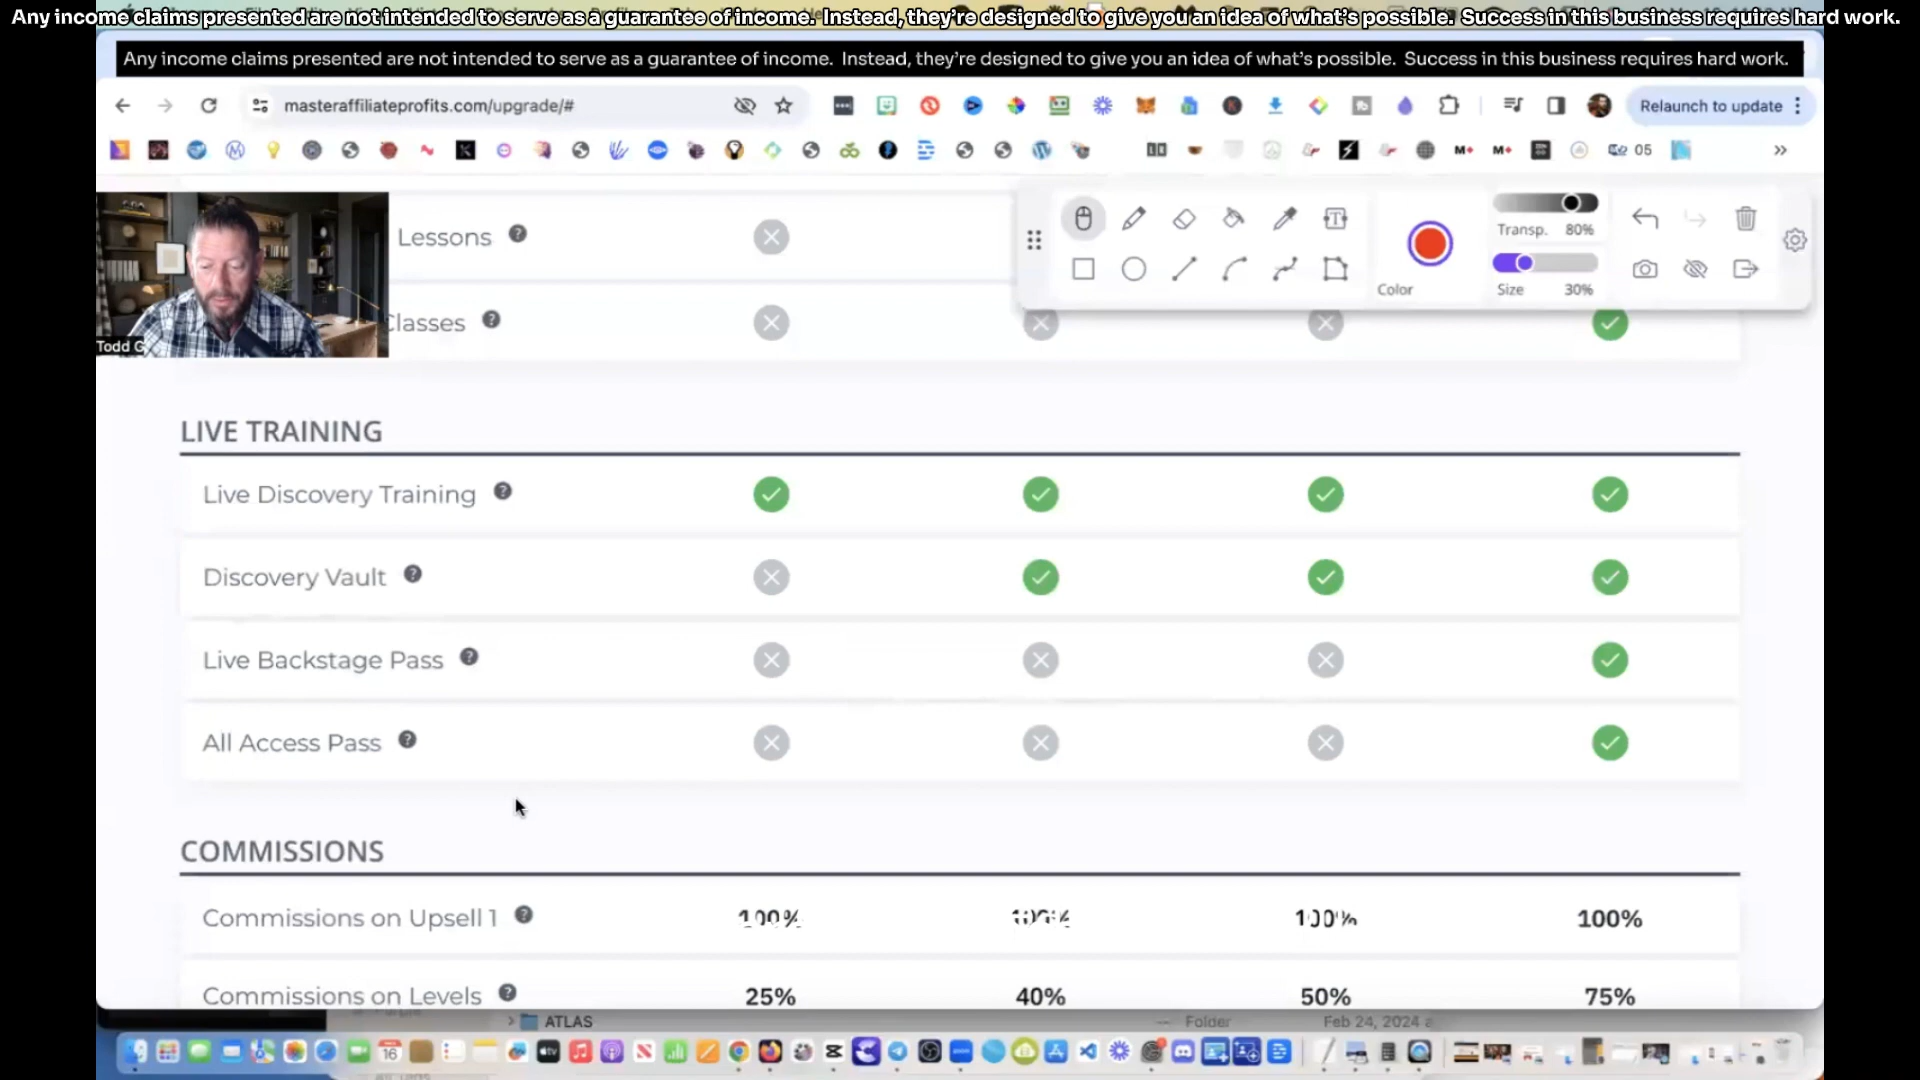 Any income claims presented are not intended to serve as a guarantee of income. Instead, they're designed to give you an idea of what's possible. Success in this business requires hard work.
Any income claims presented are not intended to serve as a guarantee of income. Instead, they're designed to give you an idea of what's possible. Success in this business requires hard work.
masteraffiliateprofits.com/upgrade/#
Relaunch to update
05
Todd G
Lessons
Classes
Transp. 80%
Color
Size 30%
LIVE TRAINING
Live Discovery Training
Discovery Vault
Live Backstage Pass
All Access Pass
COMMISSIONS
Commissions on Upsell 1 100% 100% 100% 100%
Commissions on Levels 25% 40% 50% 75%
ATLAS -- Folder Feb 24, 2024
16